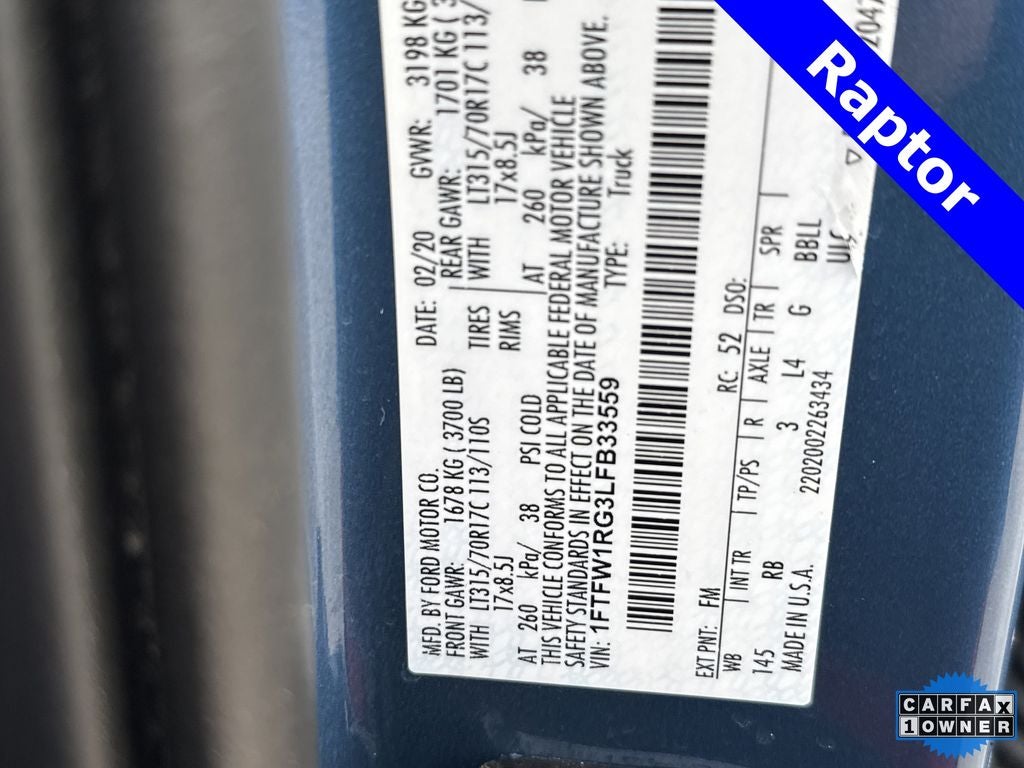 MFD. BY FORD MOTOR CO.
DATE: 02/20 GVWR: 3198 KG
FRONT GAWR: 1678 KG ( 3700 LB)
REAR GAWR: 1701 KG (
WITH LT315/70R17C 113/110S
TIRES WITH LT315/70R17C 113/
17x8.5J RIMS 17x8.5J
AT 260 kPa/ 38 PSI COLD AT 260 kPa/ 38
THIS VEHICLE CONFORMS TO ALL APPLICABLE FEDERAL MOTOR VEHICLE
SAFETY STANDARDS IN EFFECT ON THE DATE OF MANUFACTURE SHOWN ABOVE.
VIN: 1FTFW1RG3LFB33559 TYPE: Truck
EXT PNT: FM RC: 52 DSO:
WB INT TR TP/PS R AXLE TR SPR
145 RB 3 L4 G BBLL
MADE IN U.S.A. 2202002263434
Raptor
CARFAX
1 OWNER